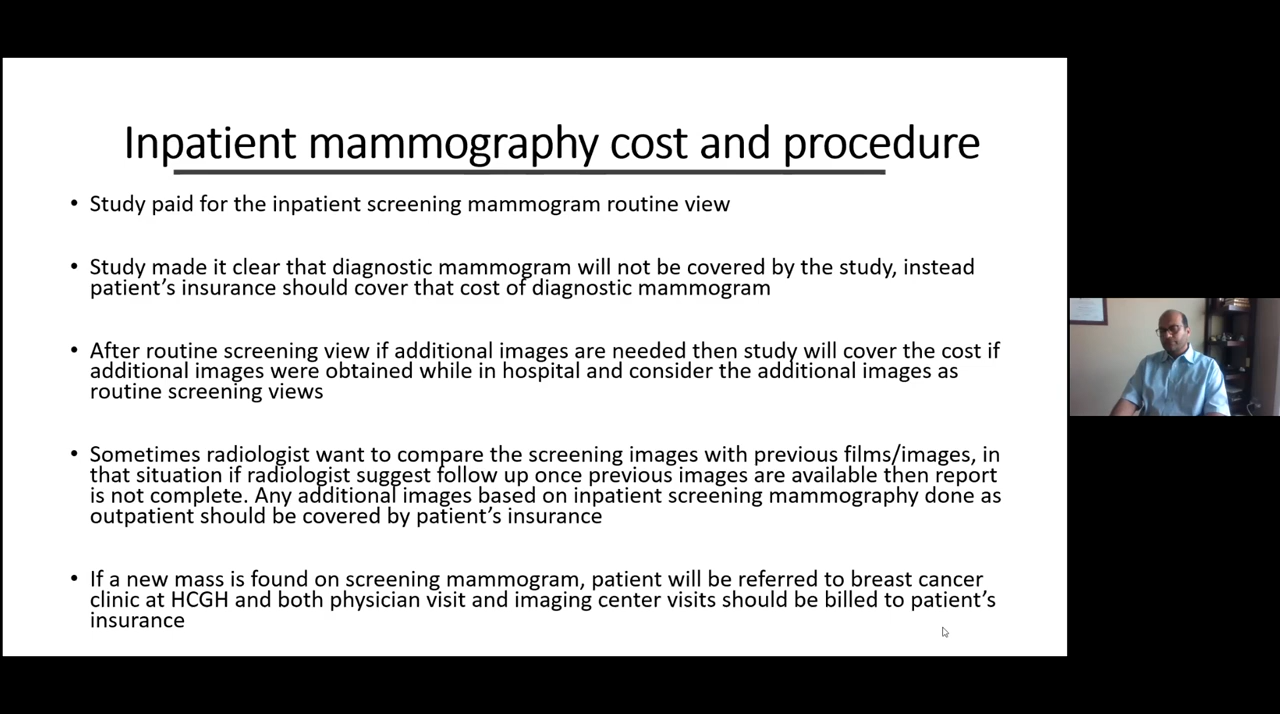 Inpatient mammography cost and procedure
• Study paid for the inpatient screening mammogram routine view
• Study made it clear that diagnostic mammogram will not be covered by the study, instead
patient’s insurance should cover that cost of diagnostic mammogram
• After routine screening view if additional images are needed then study will cover the cost if
additional images were obtained while in hospital and consider the additional images as
routine screening views
• Sometimes radiologist want to compare the screening images with previous films/images, in
that situation if radiologist suggest follow up once previous images are available then report
is not complete. Any additional images based on inpatient screening mammography done as
outpatient should be covered by patient’s insurance
• If a new mass is found on screening mammogram, patient will be referred to breast cancer
clinic at HCGH and both physician visit and imaging center visits should be billed to patient’s
insurance